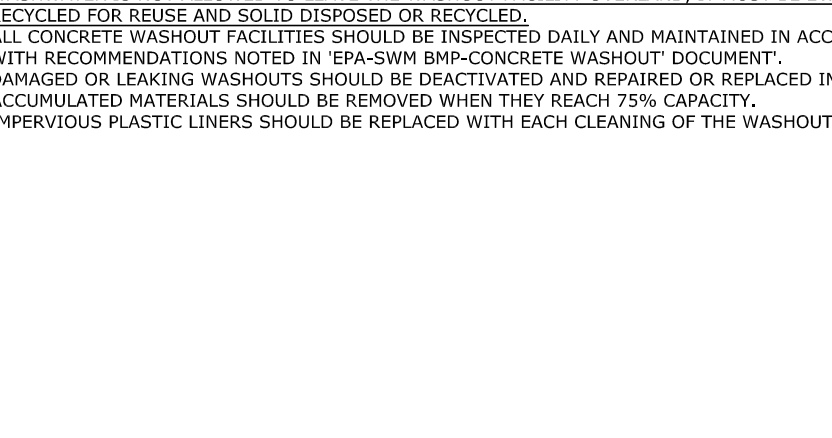 RECYCLED FOR REUSE AND SOLID DISPOSED OR RECYCLED.
ALL CONCRETE WASHOUT FACILITIES SHOULD BE INSPECTED DAILY AND MAINTAINED IN ACC
WITH RECOMMENDATIONS NOTED IN 'EPA-SWM BMP-CONCRETE WASHOUT' DOCUMENT'.
DAMAGED OR LEAKING WASHOUTS SHOULD BE DEACTIVATED AND REPAIRED OR REPLACED IM
ACCUMULATED MATERIALS SHOULD BE REMOVED WHEN THEY REACH 75% CAPACITY.
IMPERVIOUS PLASTIC LINERS SHOULD BE REPLACED WITH EACH CLEANING OF THE WASHOUT